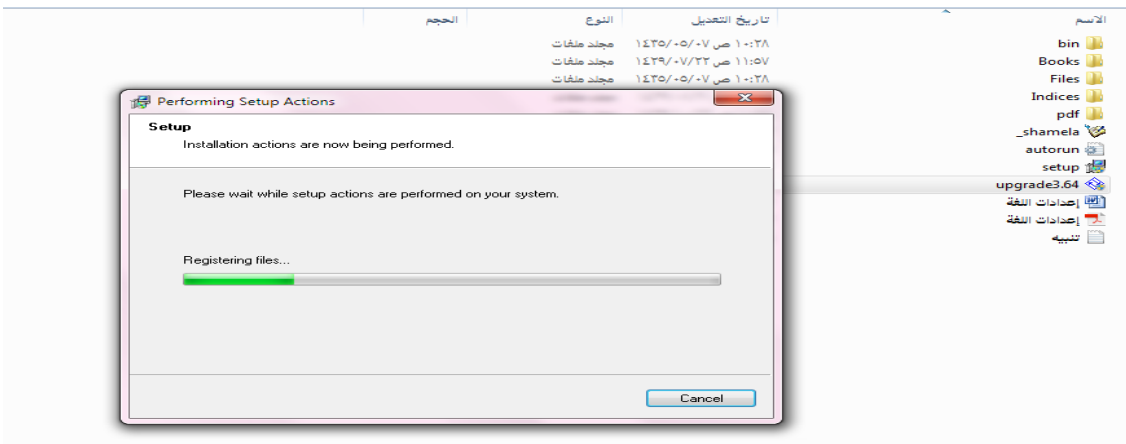 الاسم تاريخ التعديل النوع الحجم
bin ١٠:٢٨ ص ١٤٣٥/٠٥/٠٧ مجلد ملفات
Books ١١:٥٧ ص ١٤٢٩/٠٧/٢٢ مجلد ملفات
Files ١٠:٢٨ ص ١٤٣٥/٠٥/٠٧ مجلد ملفات
Indices
pdf
_shamela
autorun
setup
upgrade3.64
إعدادات اللغة
إعدادات اللغة
تنبيه
Performing Setup Actions
Setup
Installation actions are now being performed.
Please wait while setup actions are performed on your system.
Registering files...
Cancel